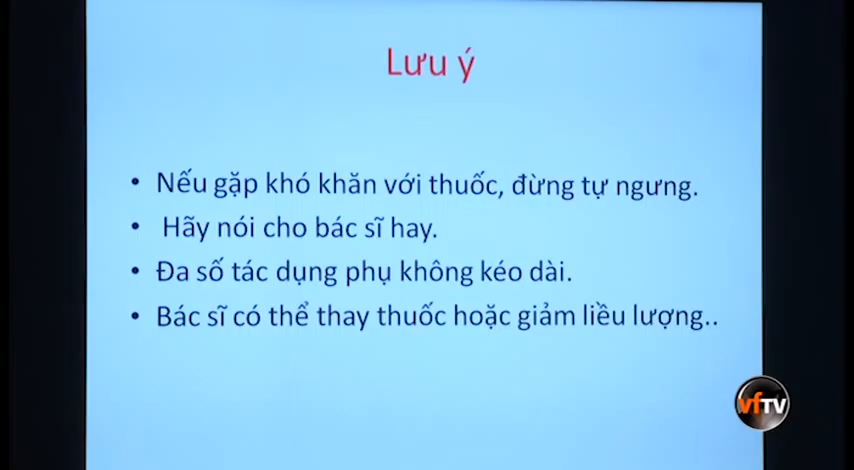 Lưu ý
• Nếu gặp khó khăn với thuốc, đừng tự ngưng.
• Hãy nói cho bác sĩ hay.
• Đa số tác dụng phụ không kéo dài.
• Bác sĩ có thể thay thuốc hoặc giảm liều lượng..
vfTV